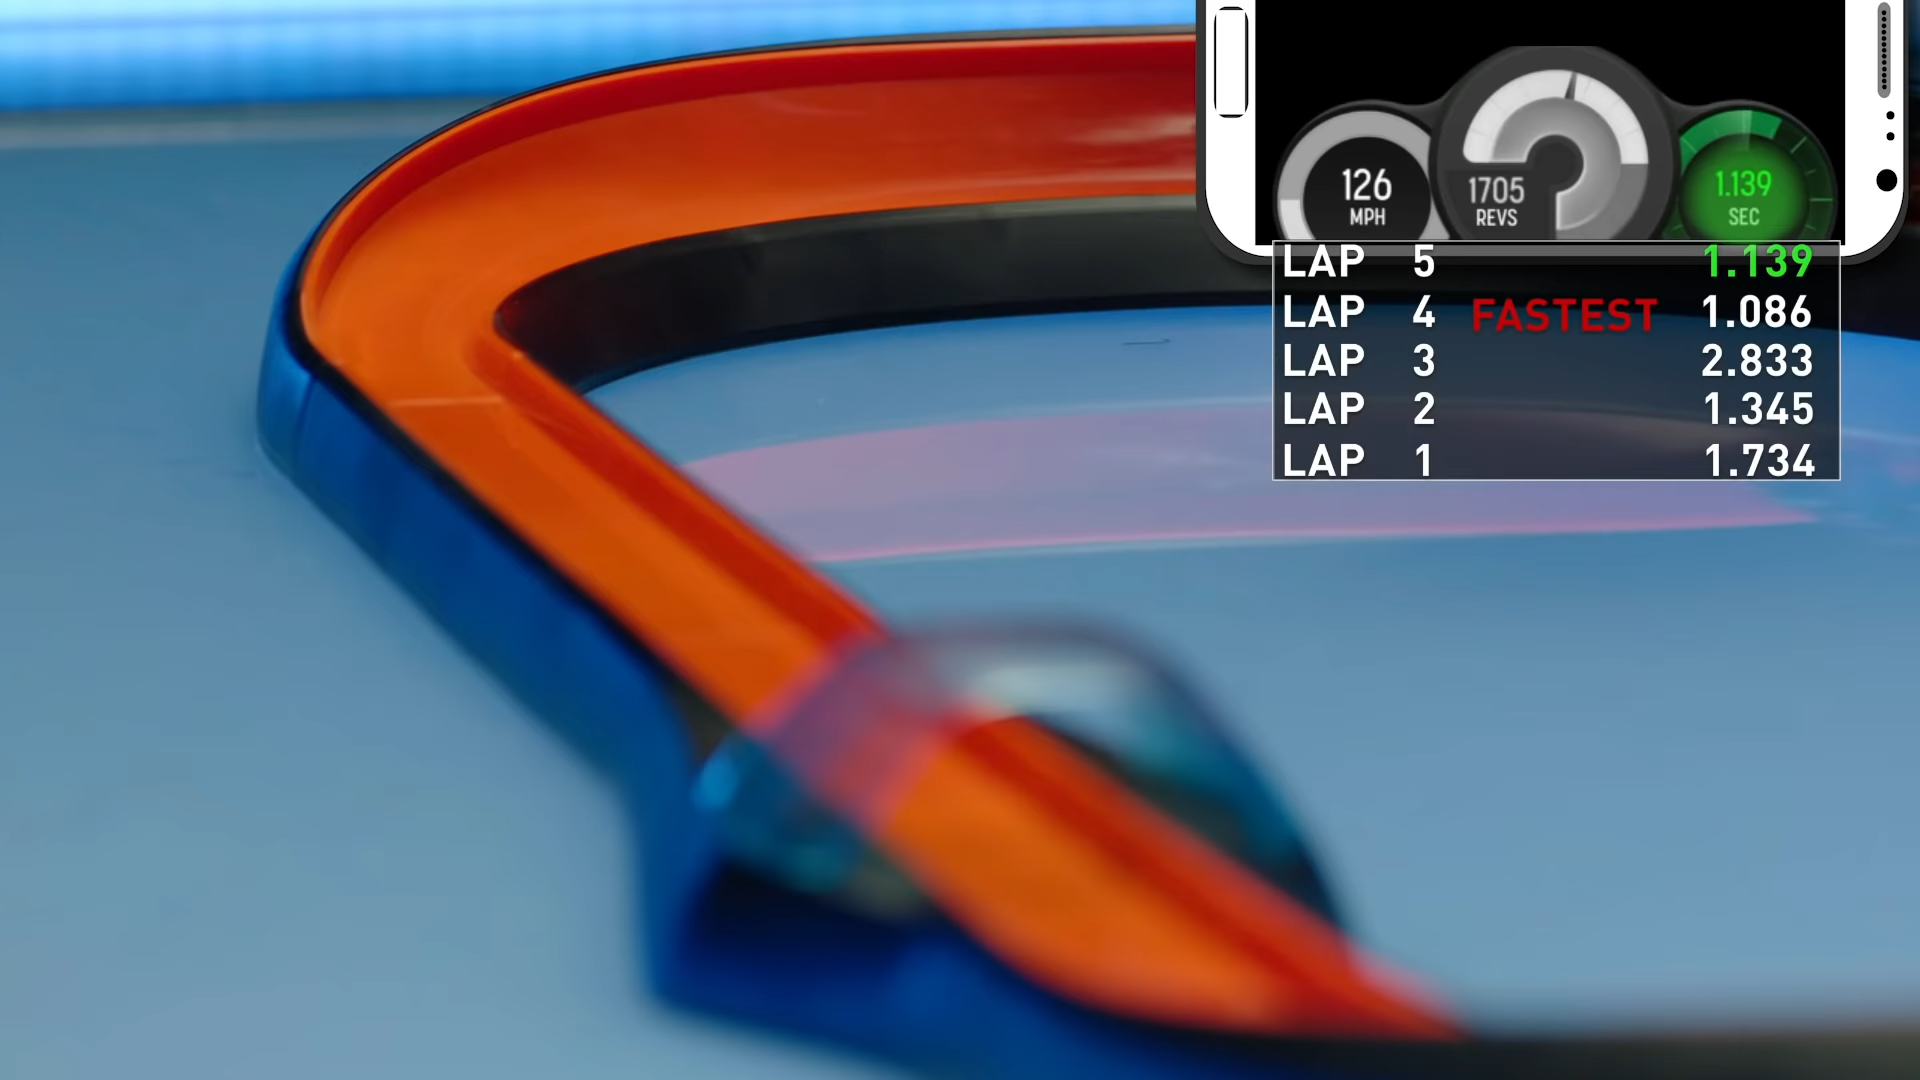 126
MPH
1705
REVS
1.139
SEC
LAP 5 1.139
LAP 4 FASTEST 1.086
LAP 3 2.833
LAP 2 1.345
LAP 1 1.734